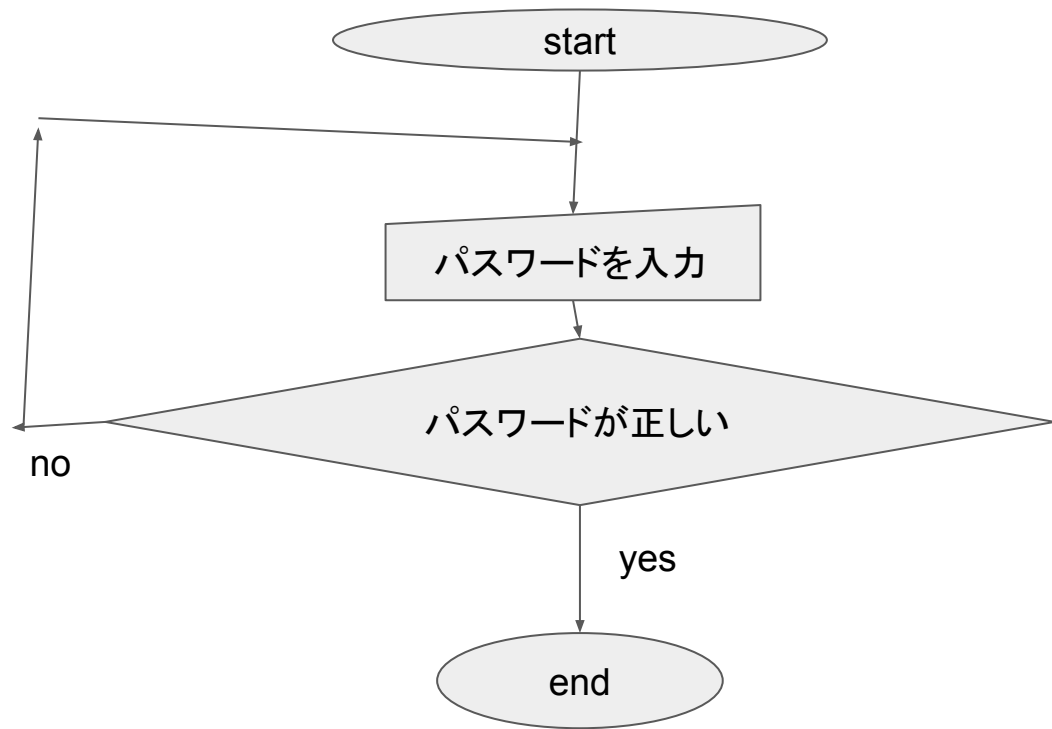 start
パスワードを入力
パスワードが正しい
no
yes
end